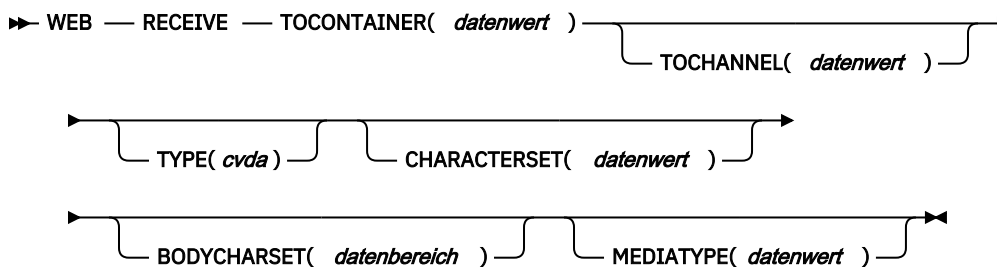 WEB RECEIVE TOCONTAINER( datenwert )
TOCHANNEL( datenwert )
TYPE( cvda ) CHARACTERSET( datenwert )
BODYCHARSET( datenbereich ) MEDIATYPE( datenwert )